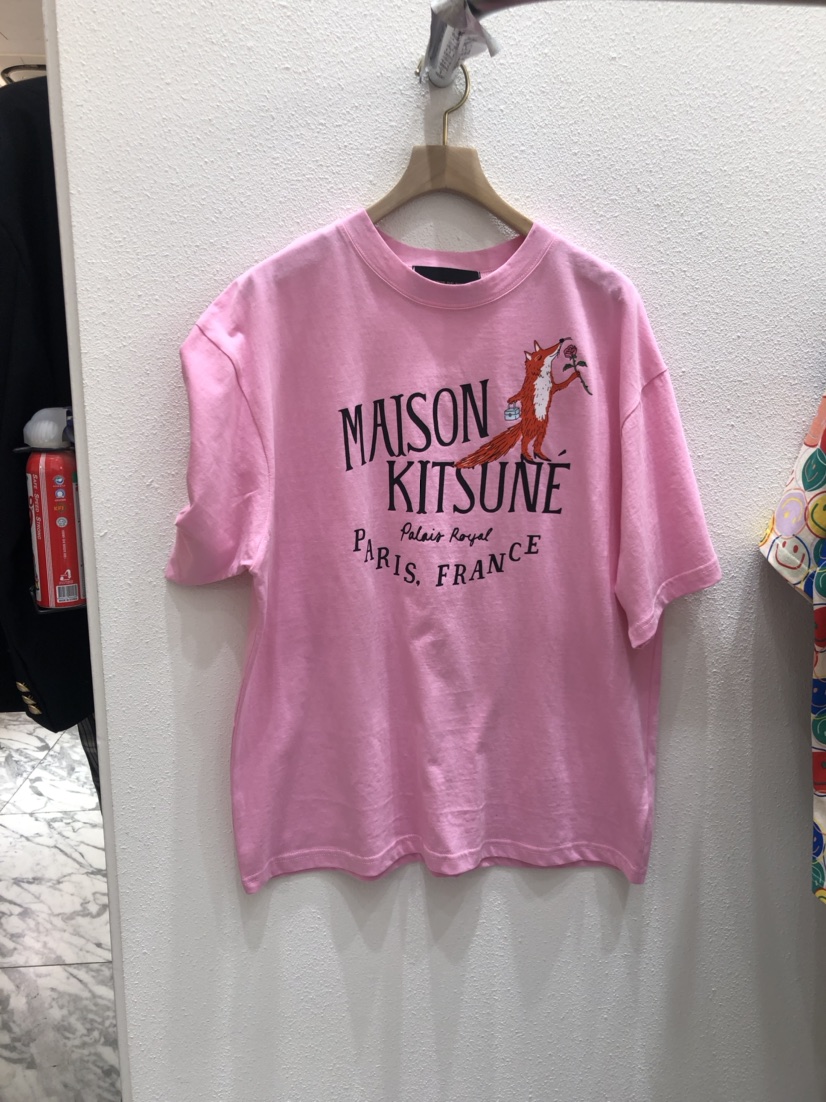 MAISON
KITSUNÉ
Palais Royal
PARIS, FRANCE